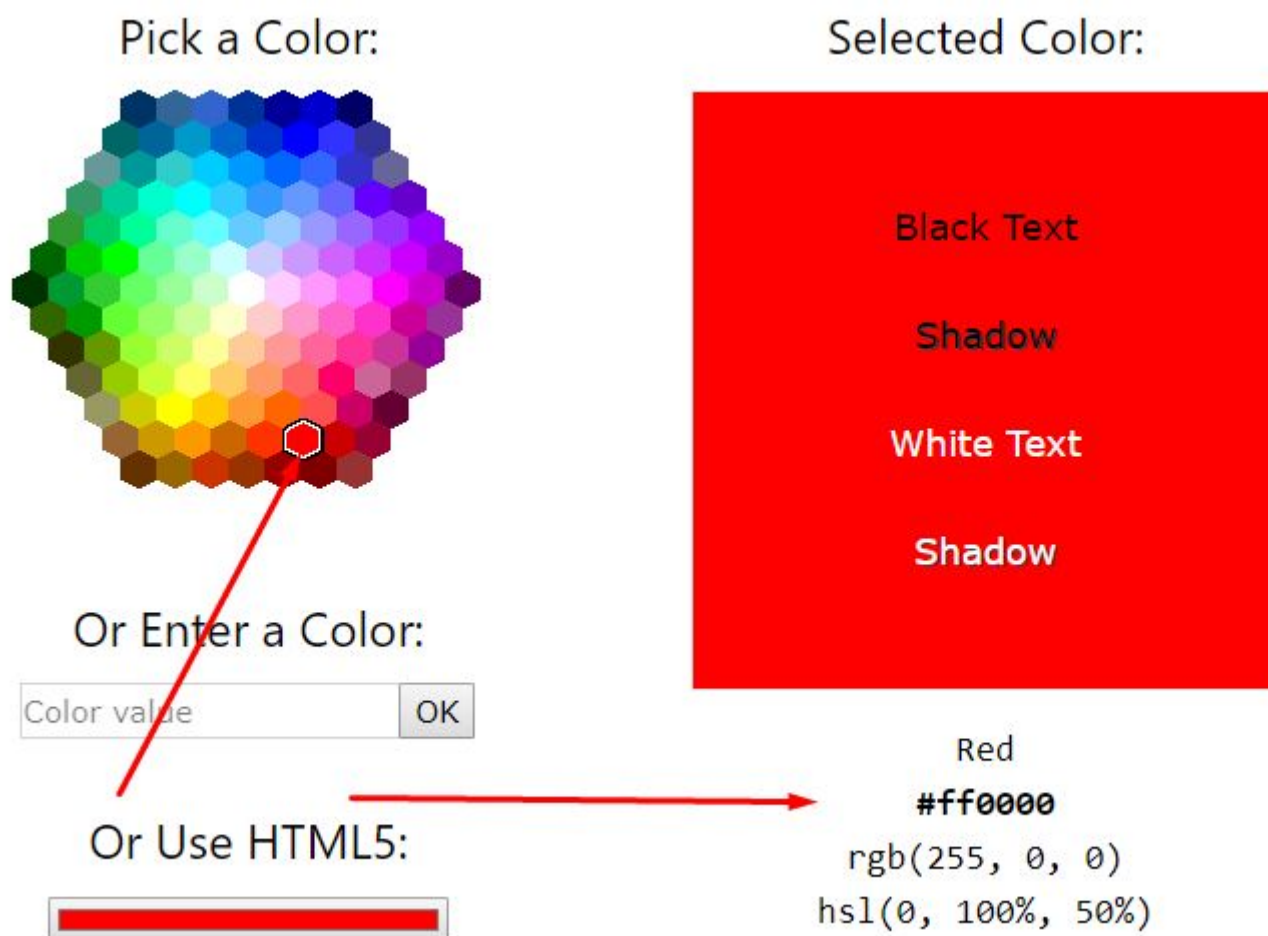 Pick a Color:
Or Enter a Color:
Color value OK
Or Use HTML5:
Selected Color:
Black Text
Shadow
White Text
Shadow
Red
#ff0000
rgb(255, 0, 0)
hsl(0, 100%, 50%)